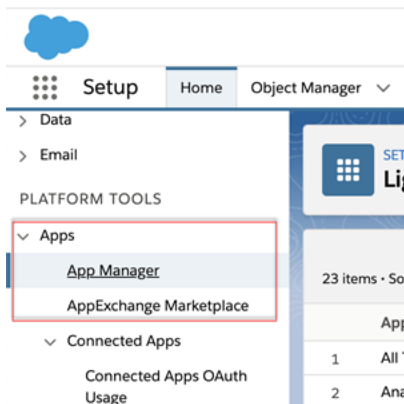 Setup
Home
Object Manager
Data
Email
PLATFORM TOOLS
Apps
App Manager
AppExchange Marketplace
Connected Apps
Connected Apps OAuth
Usage
23 items •
1
All
2